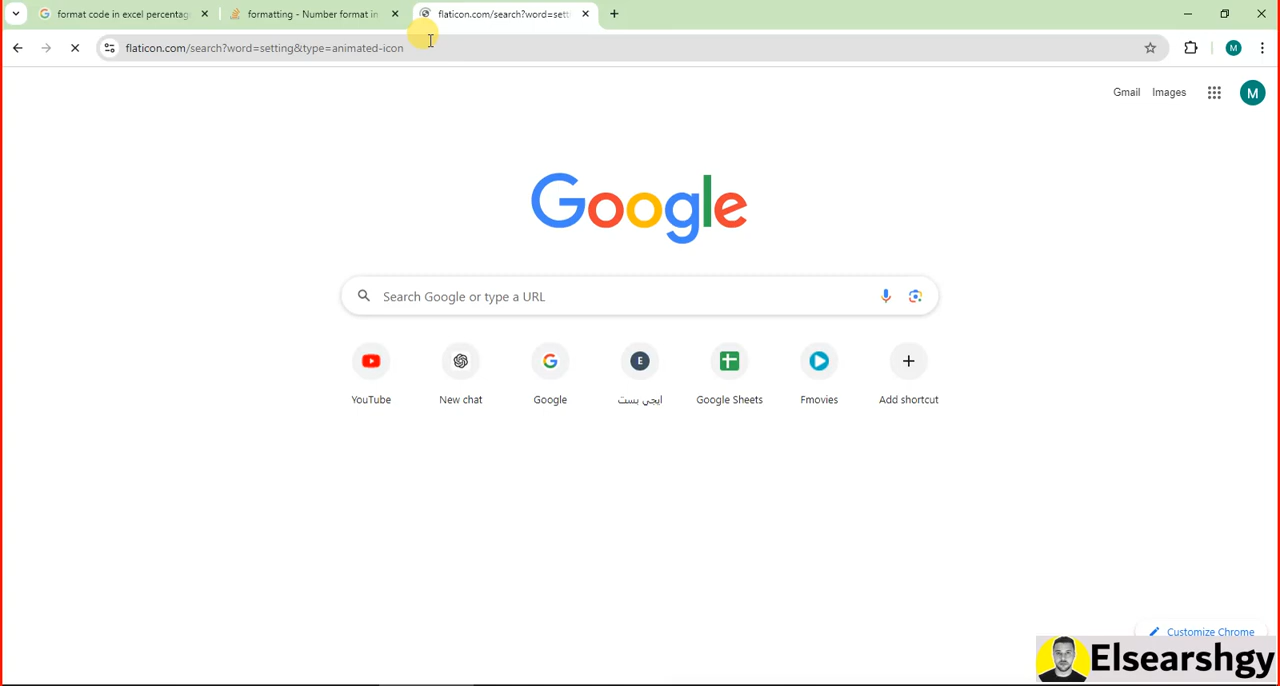 format code in excel percentag
formatting - Number format in
flaticon.com/search?word=sett
flaticon.com/search?word=setting&type=animated-icon
M
Gmail
Images
M
Google
Search Google or type a URL
YouTube
New chat
Google
E
ايجي بست
Google Sheets
Fmovies
Add shortcut
Customize Chrome
Elsearshgy